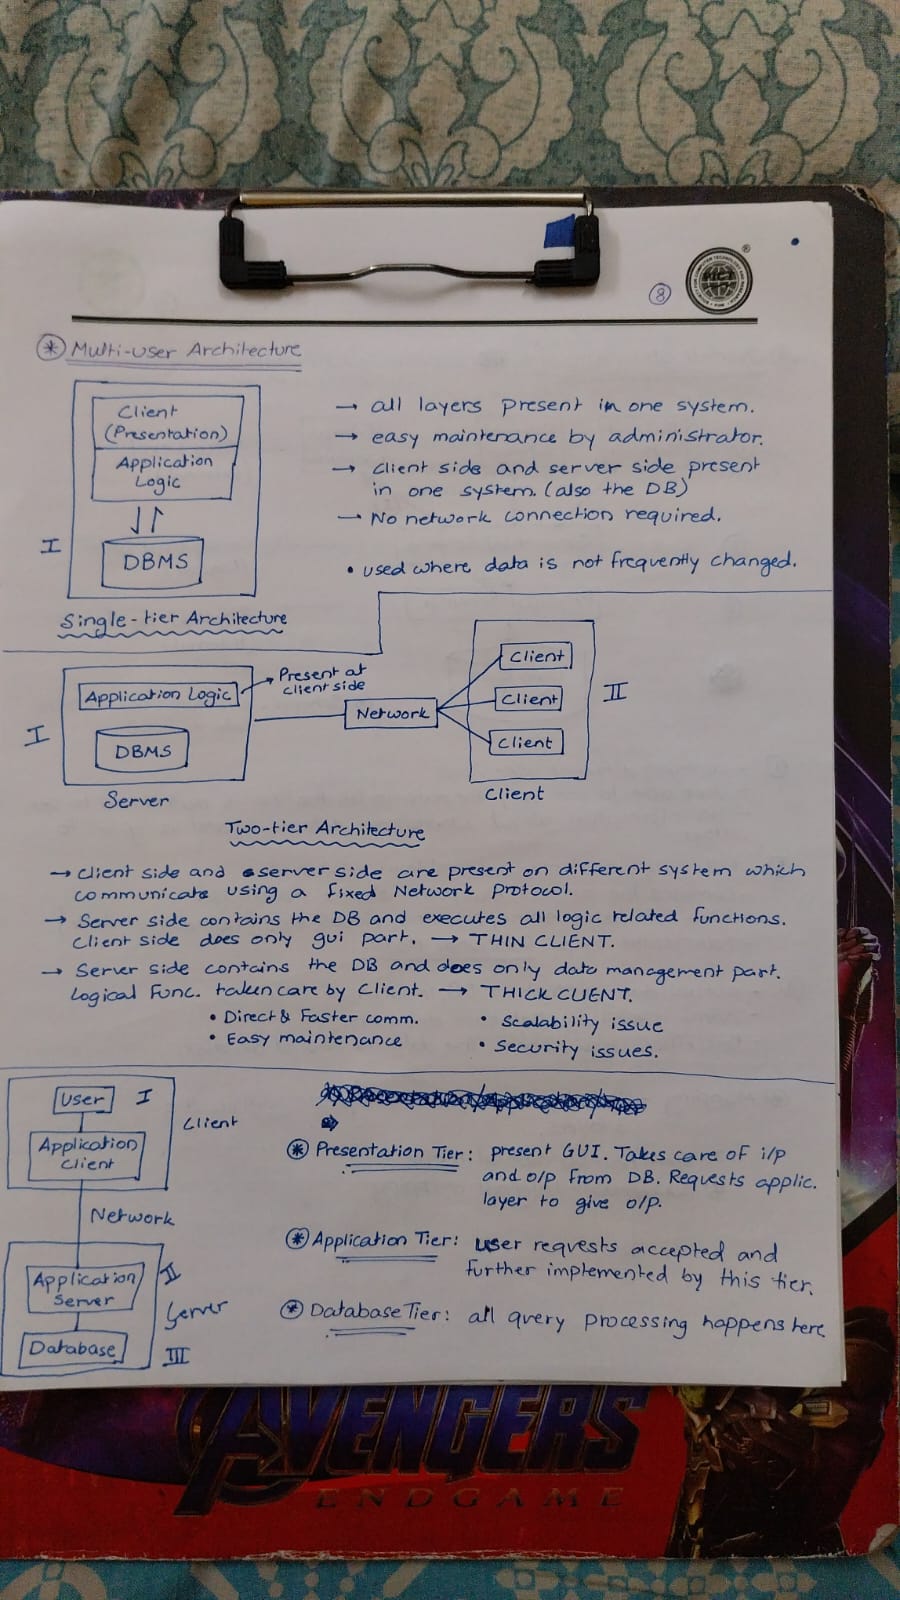 8
* Multi-user Architecture
Client
(Presentation)
Application
Logic
DBMS
I
Single-tier Architecture
→ all layers present in one system.
→ easy maintenance by administrator.
→ Client side and server side present
in one system. (also the DB)
→ No network connection required.
• used where data is not frequently changed.
Application Logic
→ Present at
client side
DBMS
I
Server
Network
Client
Client
Client
II
Client
Two-tier Architecture
→ Client side and server side are present on different system which
communicate using a fixed Network protocol.
→ Server side contains the DB and executes all logic related functions.
Client side does only gui part. → THIN CLIENT.
→ Server side contains the DB and does only data management part.
Logical Func. taken care by Client. → THICK CLIENT.
• Direct & Faster comm.
• Easy maintenance
• Scalability issue
• Security issues.
User
I
Application
Client
Client
Network
Application
Server
II
Server
Database
III
* Presentation Tier: present GUI. Takes care of i/p
and o/p from DB. Requests applic.
layer to give o/p.
* Application Tier: user requests accepted and
further implemented by this tier.
* Database Tier: all query processing happens here
AVENGERS
ENDGAME